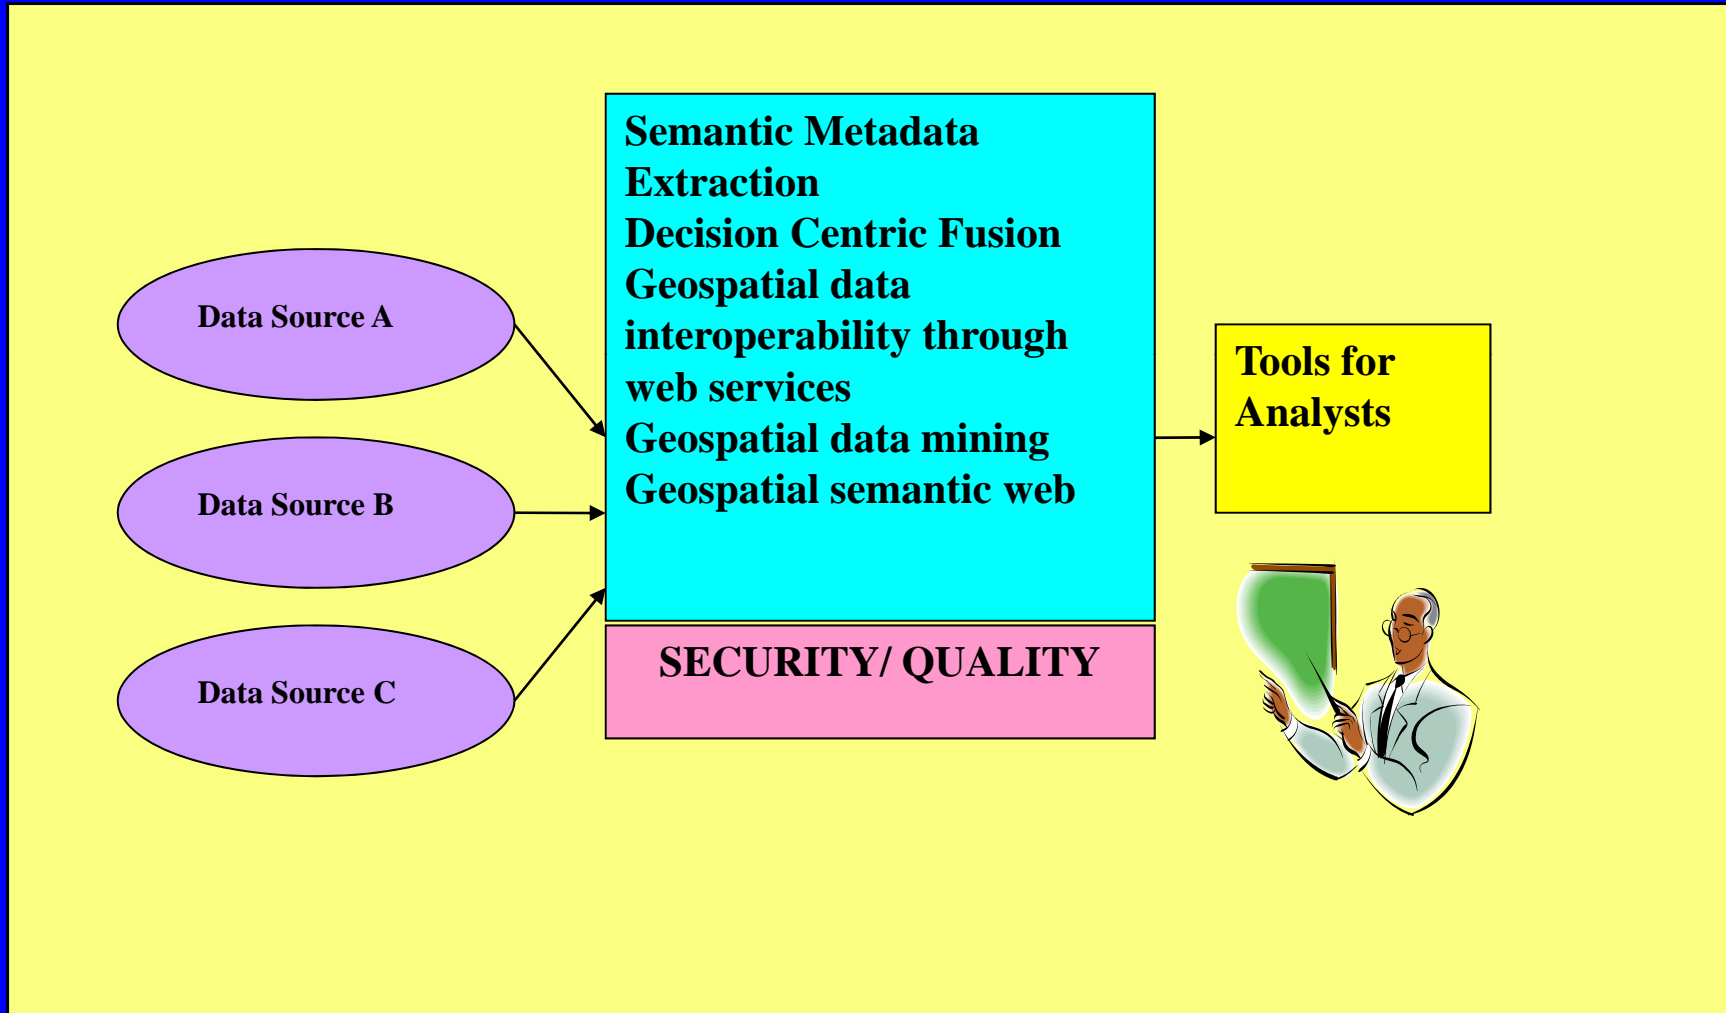 Data Source A
Data Source B
Data Source C
Semantic Metadata
Extraction
Decision Centric Fusion
Geospatial data
interoperability through
web services
Geospatial data mining
Geospatial semantic web
SECURITY/ QUALITY
Tools for
Analysts